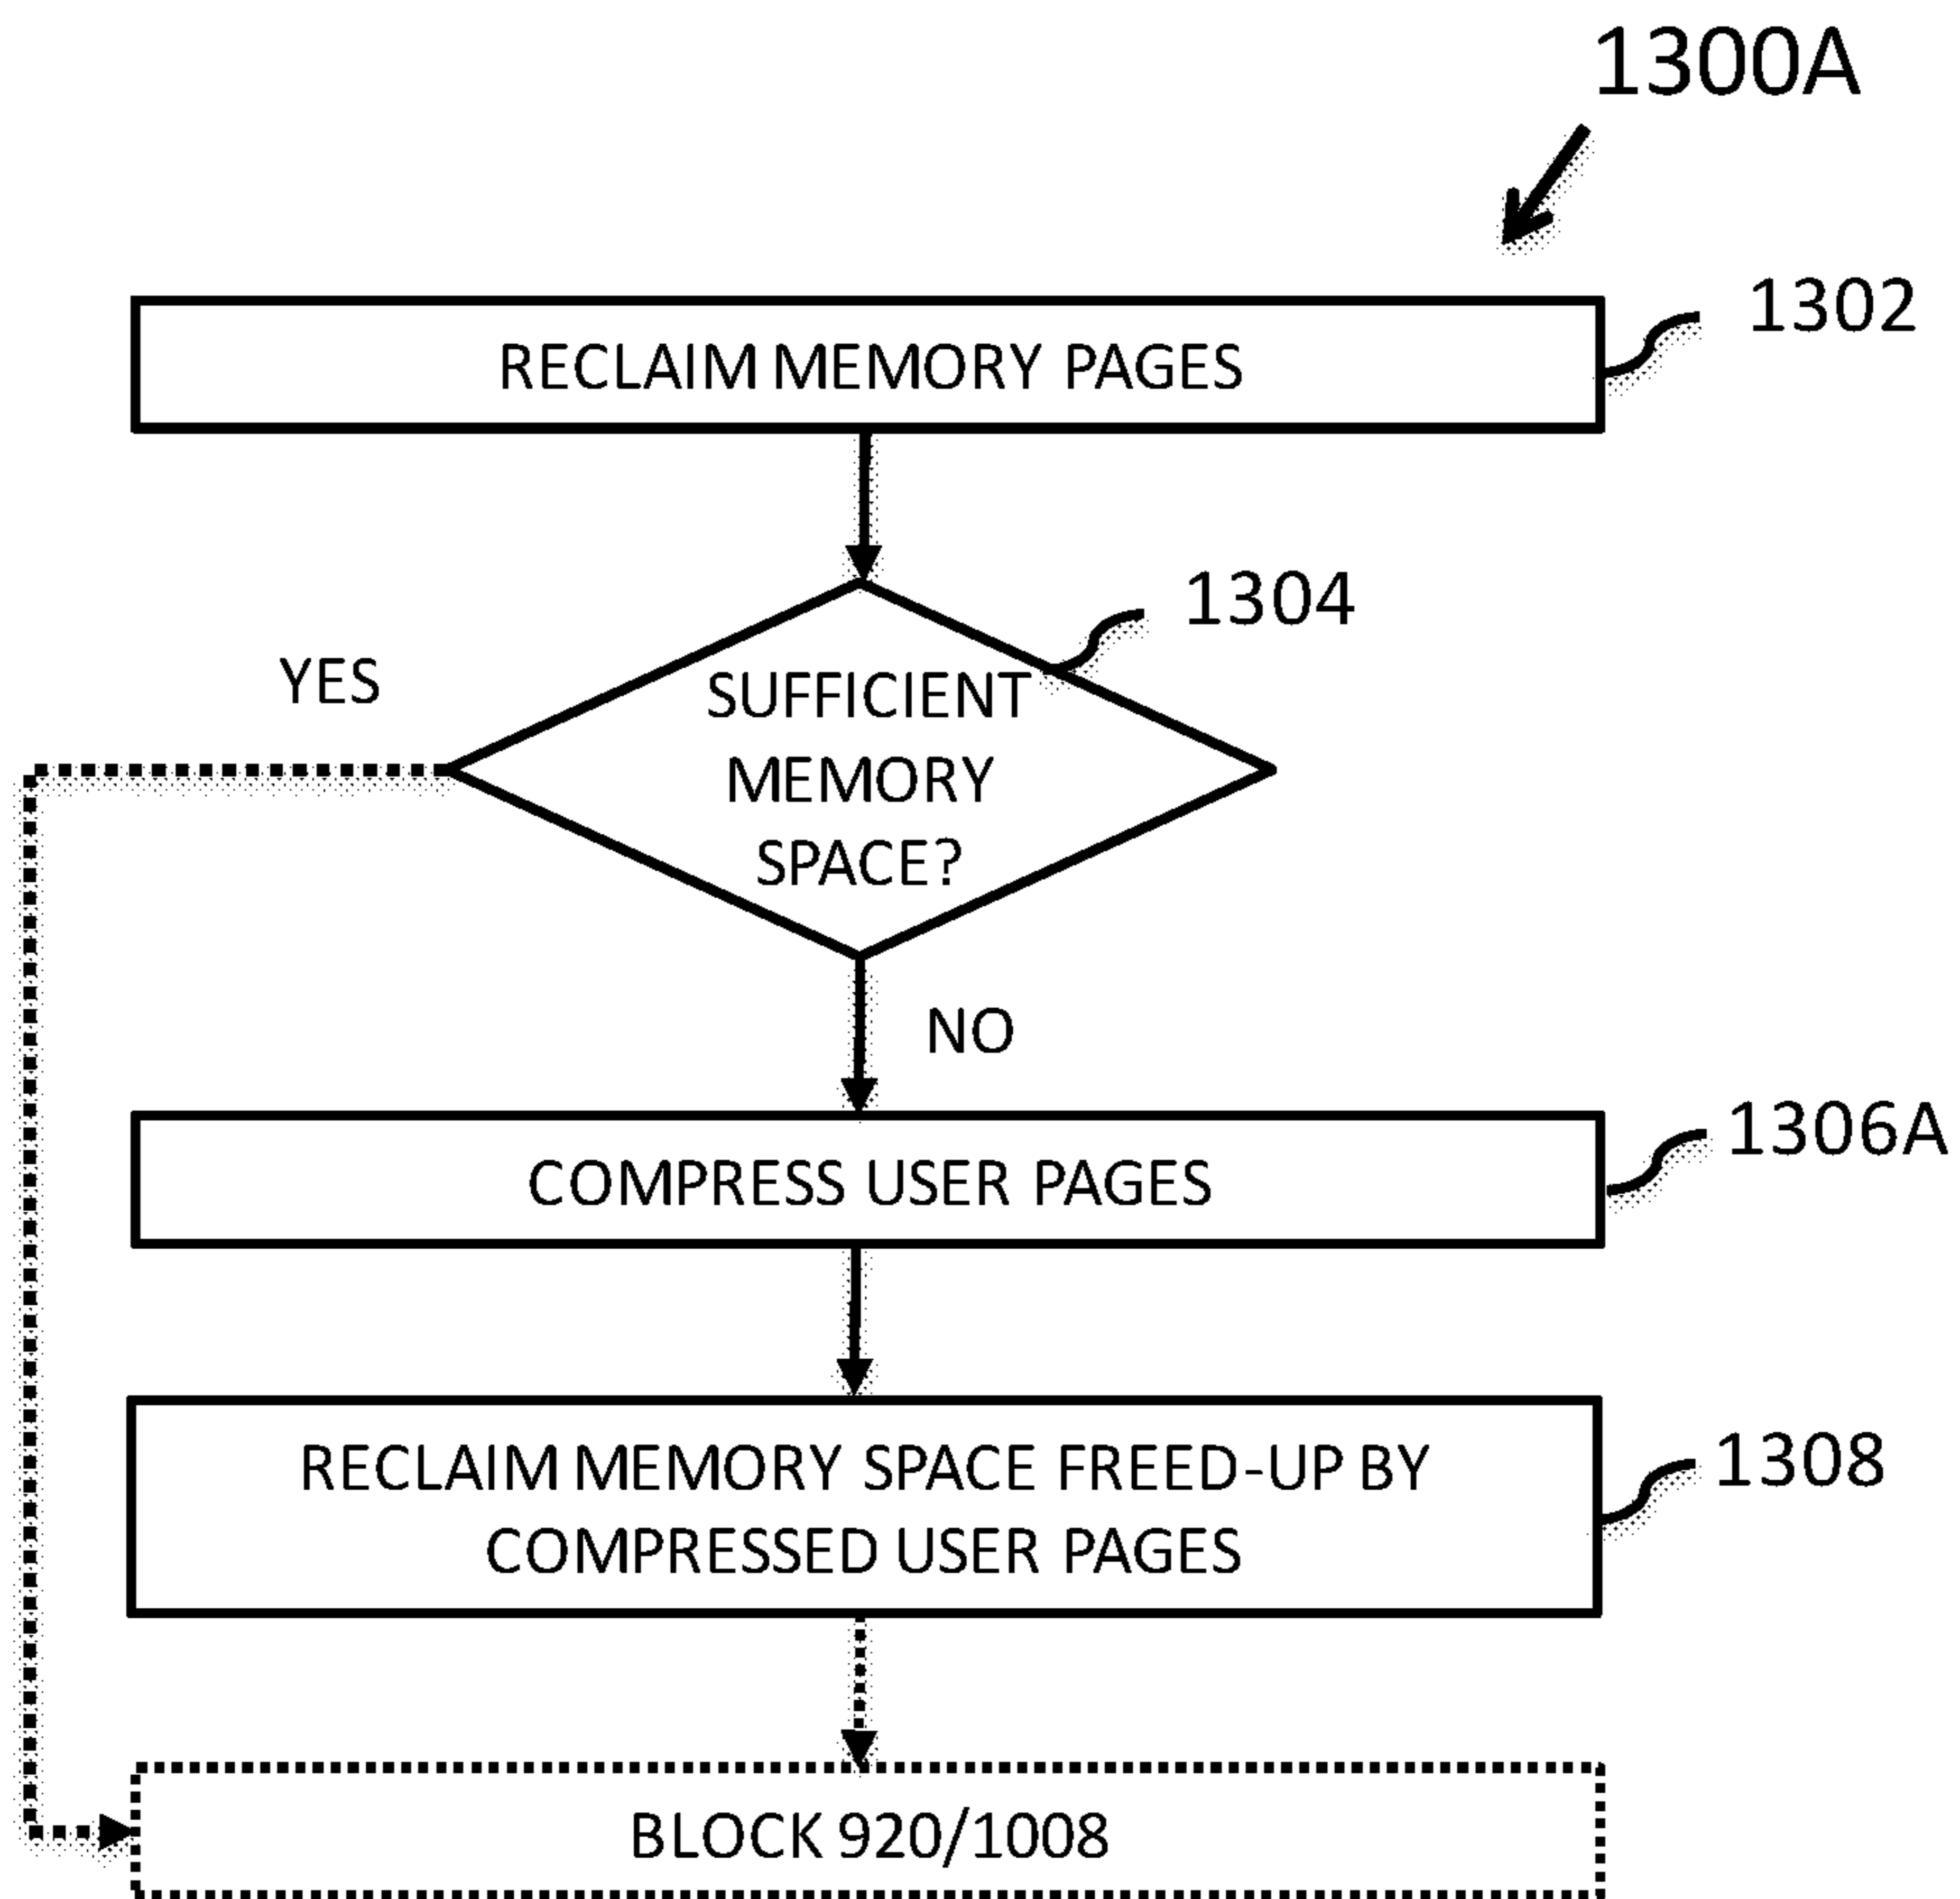 1300A
1302
RECLAIM MEMORY PAGES
1304
YES
SUFFICIENT
MEMORY
SPACE?
NO
1306A
COMPRESS USER PAGES
1308
RECLAIM MEMORY SPACE FREED-UP BY
COMPRESSED USER PAGES
BLOCK 920/1008